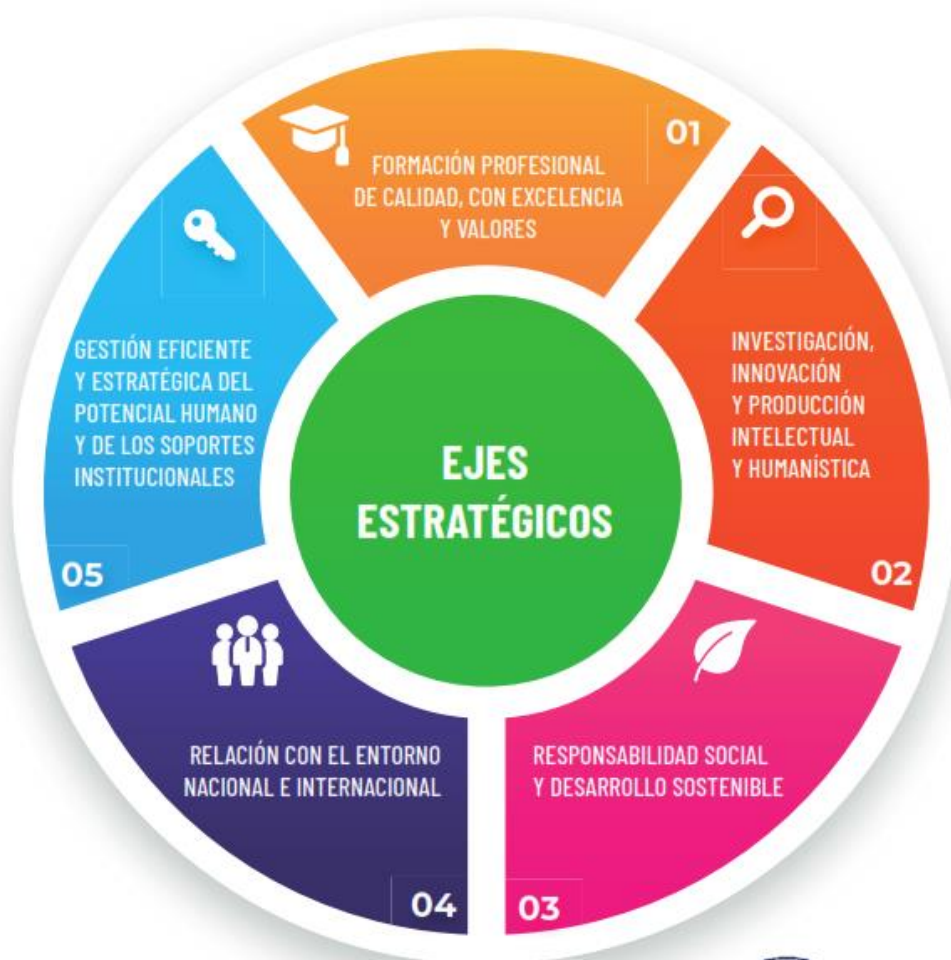 01
FORMACIÓN PROFESIONAL
DE CALIDAD, CON EXCELENCIA
Y VALORES
INVESTIGACIÓN,
INNOVACIÓN
Y PRODUCCIÓN
INTELECTUAL
Y HUMANÍSTICA
02
RESPONSABILIDAD SOCIAL
Y DESARROLLO SOSTENIBLE
03
RELACIÓN CON EL ENTORNO
NACIONAL E INTERNACIONAL
04
GESTIÓN EFICIENTE
Y ESTRATÉGICA DEL
POTENCIAL HUMANO
Y DE LOS SOPORTES
INSTITUCIONALES
05
EJES
ESTRATÉGICOS